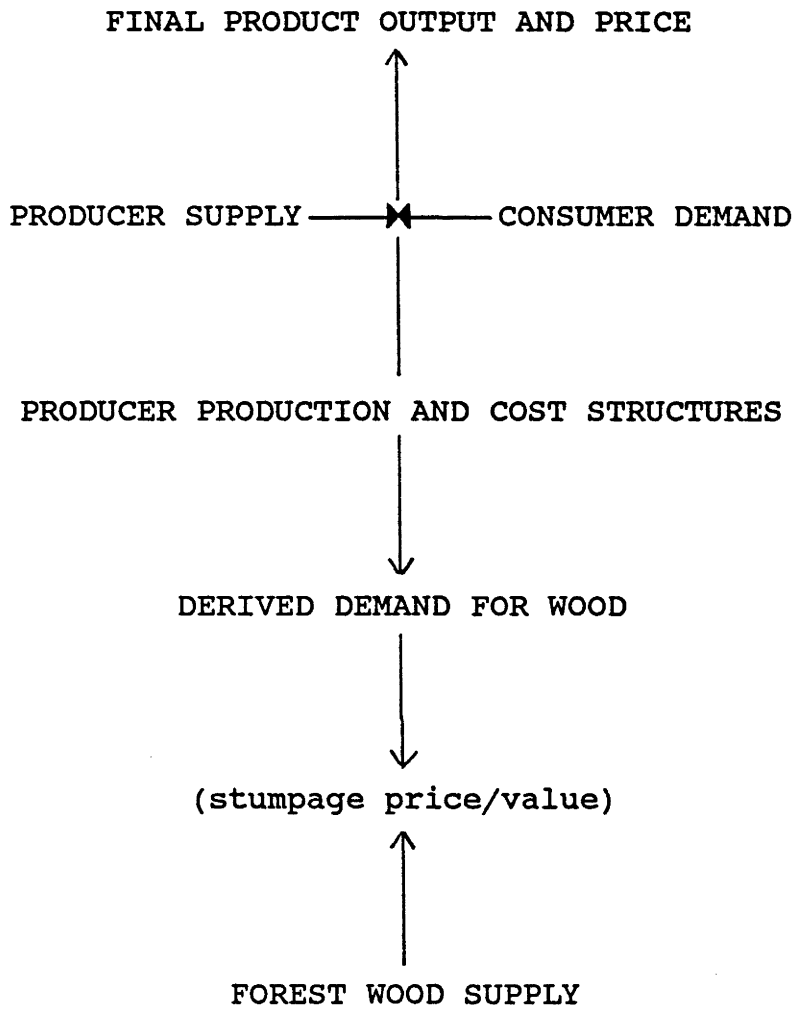 FINAL PRODUCT OUTPUT AND PRICE
PRODUCER SUPPLY CONSUMER DEMAND
PRODUCER PRODUCTION AND COST STRUCTURES
DERIVED DEMAND FOR WOOD
(stumpage price/value)
FOREST WOOD SUPPLY